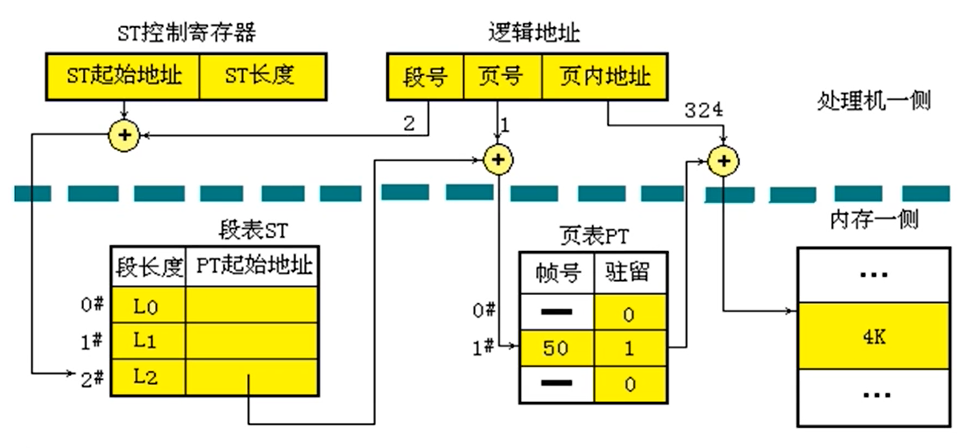 ST控制寄存器
逻辑地址
ST起始地址 ST长度
段号 页号 页内地址
处理机一侧
2
1
324
+
+
+
内存一侧
段表ST
页表PT
段长度 PT起始地址
帧号 驻留
...
0# L0
0# — 0
1# L1
1# 50 1
4K
2# L2
— 0
...